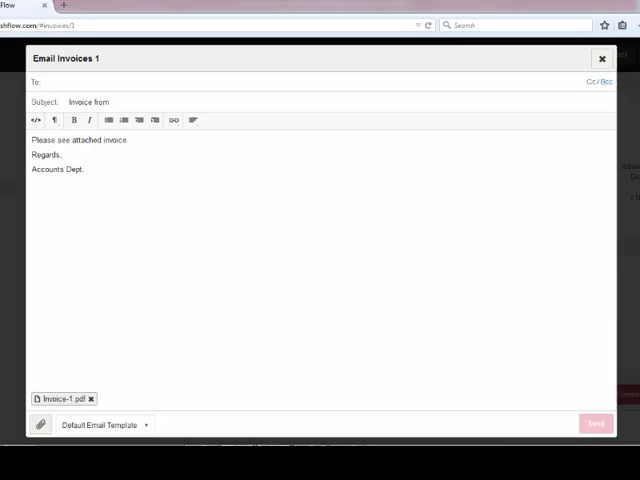 Flow
shflow.com/#invoices/1
Search
Email Invoices 1
To:
Cc / Bcc
Subject: Invoice from
Please see attached invoice.
Regards,
Accounts Dept.
Invoice-1.pdf
Default Email Template
Send